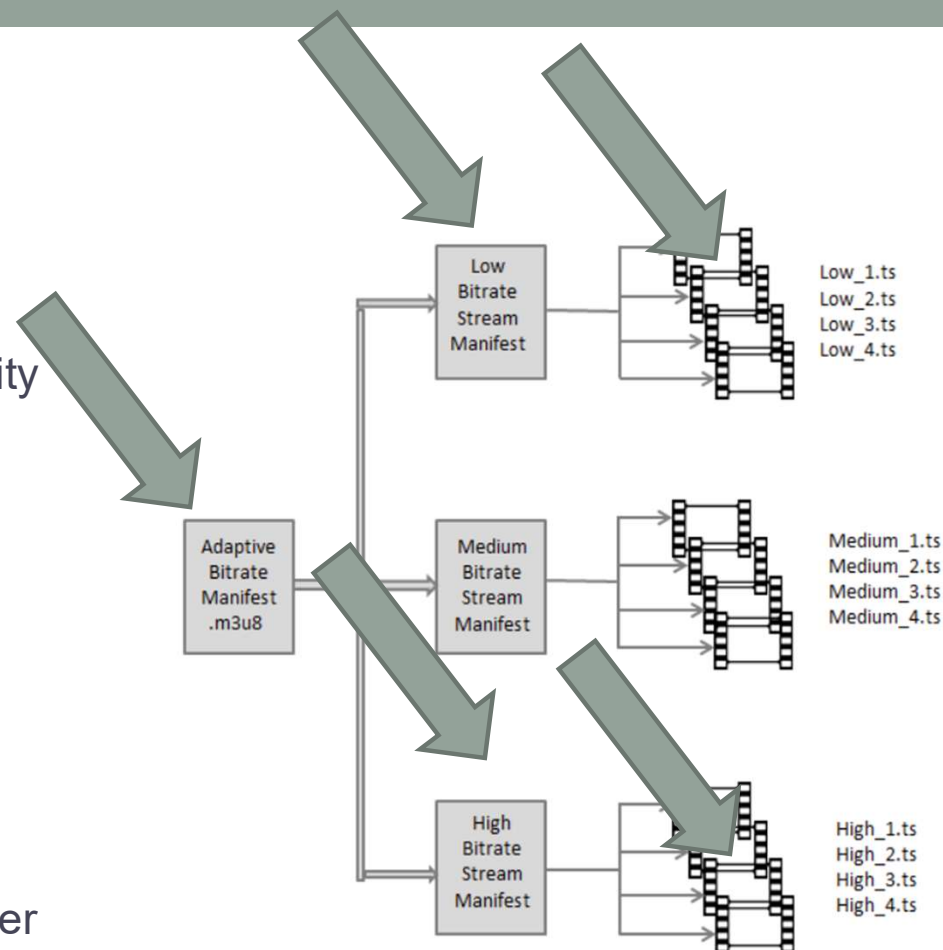 Low
Bitrate
Stream
Manifest
Low_1.ts
Low_2.ts
Low_3.ts
Low_4.ts
ity
Adaptive
Bitrate
Manifest
.m3u8
Medium
Bitrate
Stream
Manifest
Medium_1.ts
Medium_2.ts
Medium_3.ts
Medium_4.ts
High
Bitrate
Stream
Manifest
High_1.ts
High_2.ts
High_3.ts
High_4.ts
er